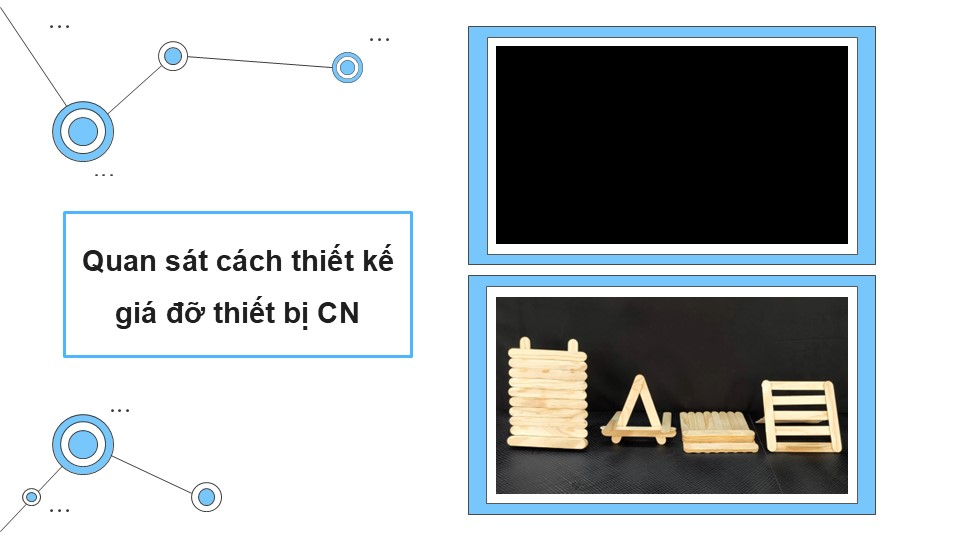 Quan sát cách thiết kế
giá đỡ thiết bị CN